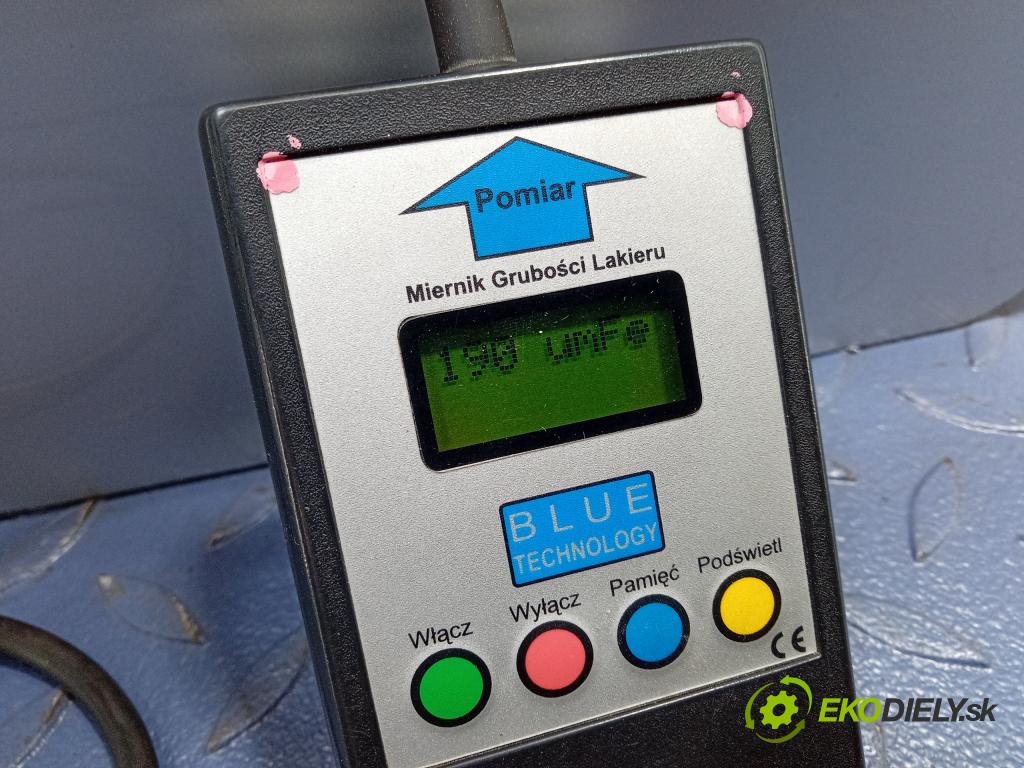 Pomiar
Miernik Grubości Lakieru
190 umFe
BLUE
TECHNOLOGY
Włącz Wyłącz Pamięć Podświetl
CE
EKODIELY.sk